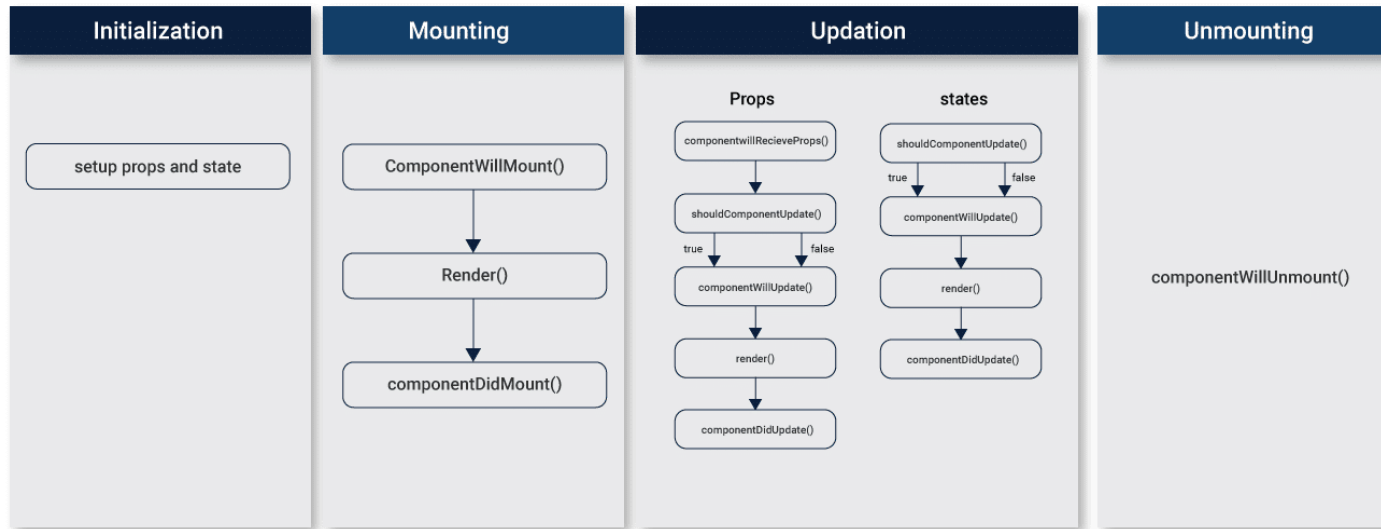 Initialization
setup props and state
Mounting
ComponentWillMount()
Render()
componentDidMount()
Updation
Props
componentwillRecieveProps()
shouldComponentUpdate()
true
false
componentWillUpdate()
render()
componentDidUpdate()
states
shouldComponentUpdate()
true
false
componentWillUpdate()
render()
componentDidUpdate()
Unmounting
componentWillUnmount()